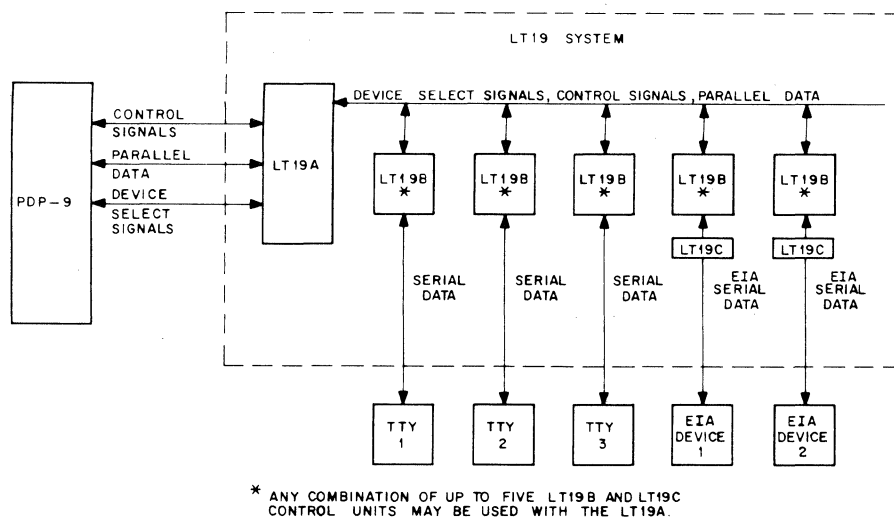 LT19 SYSTEM
DEVICE SELECT SIGNALS, CONTROL SIGNALS, PARALLEL DATA
CONTROL
SIGNALS
PARALLEL
DATA
DEVICE
SELECT
SIGNALS
PDP-9
LT19A
LT19B
*
LT19B
*
LT19B
*
LT19B
*
LT19B
*
LT19C
LT19C
SERIAL
DATA
SERIAL
DATA
SERIAL
DATA
EIA
SERIAL
DATA
EIA
SERIAL
DATA
TTY
1
TTY
2
TTY
3
EIA
DEVICE
1
EIA
DEVICE
2
* ANY COMBINATION OF UP TO FIVE LT19B AND LT19C
CONTROL UNITS MAY BE USED WITH THE LT19A.